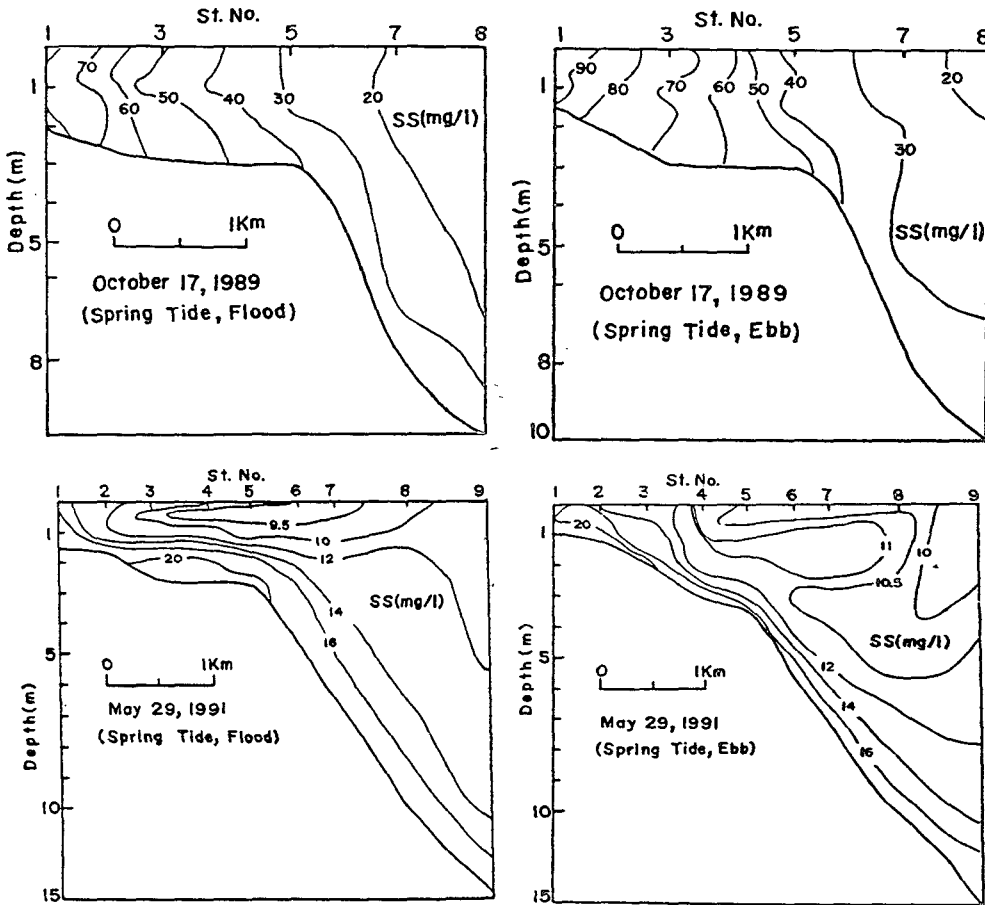 St. No.
1 3 5 7 8
70 60 50 40 30 20
SS(mg/l)
1
5
8
Depth(m)
0 1Km
October 17, 1989
(Spring Tide, Flood)
1 3 5 7 8
90 80 70 60 50 40 30 20
SS(mg/l)
1
5
8
10
Depth(m)
0 1Km
October 17, 1989
(Spring Tide, Ebb)
St. No.
1 2 3 4 5 6 7 8 9
9.5
10
12
20
14
16
SS(mg/l)
1
5
10
15
Depth(m)
0 1Km
May 29, 1991
(Spring Tide, Flood)
St. No.
1 2 3 4 5 6 7 8 9
20
11
10
10.5
SS(mg/l)
12
14
16
1
5
10
15
Depth(m)
0 1Km
May 29, 1991
(Spring Tide, Ebb)